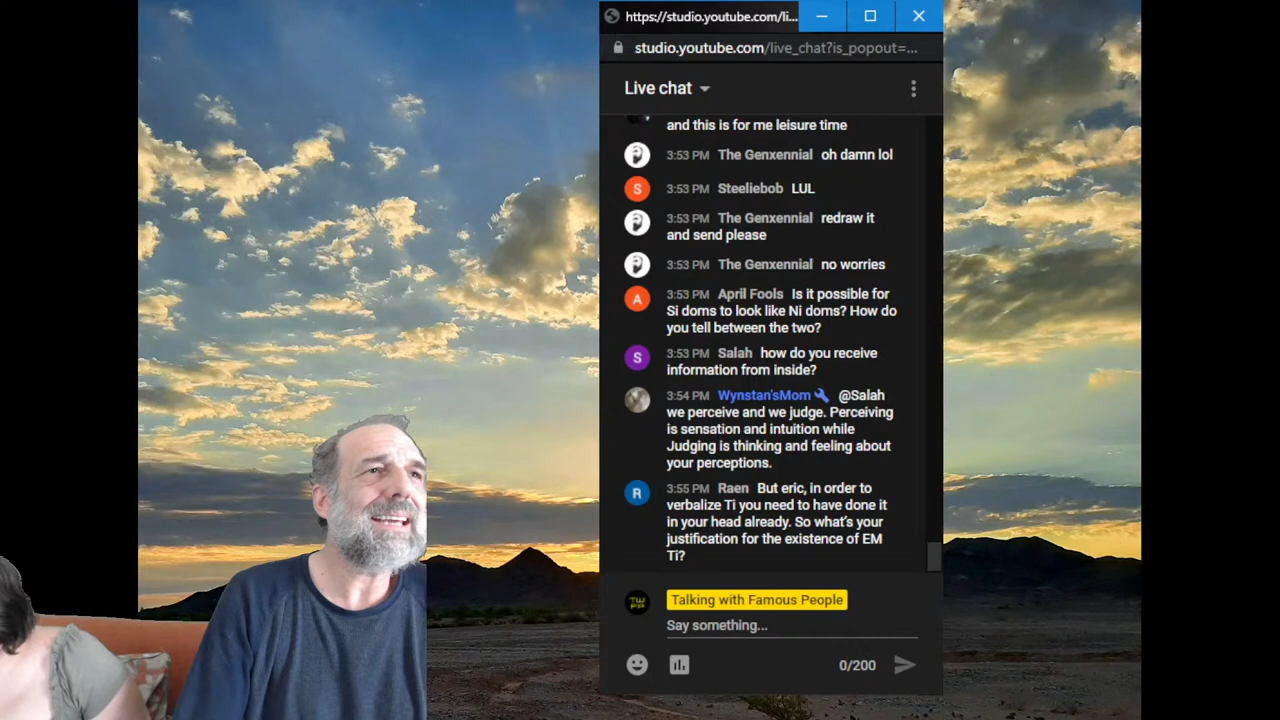 https://studio.youtube.com/li...
studio.youtube.com/live_chat?is_popout=...
Live chat
and this is for me leisure time
3:53 PM The Genxennial oh damn lol
S 3:53 PM Steeliebob LUL
3:53 PM The Genxennial redraw it
and send please
3:53 PM The Genxennial no worries
A 3:53 PM April Fools Is it possible for
Si doms to look like Ni doms? How do
you tell between the two?
S 3:53 PM Salah how do you receive
information from inside?
3:54 PM Wynstan'sMom @Salah
we perceive and we judge. Perceiving
is sensation and intuition while
Judging is thinking and feeling about
your perceptions.
R 3:55 PM Raen But eric, in order to
verbalize Ti you need to have done it
in your head already. So what's your
justification for the existence of EM
Ti?
Talking with Famous People
Say something...
0/200